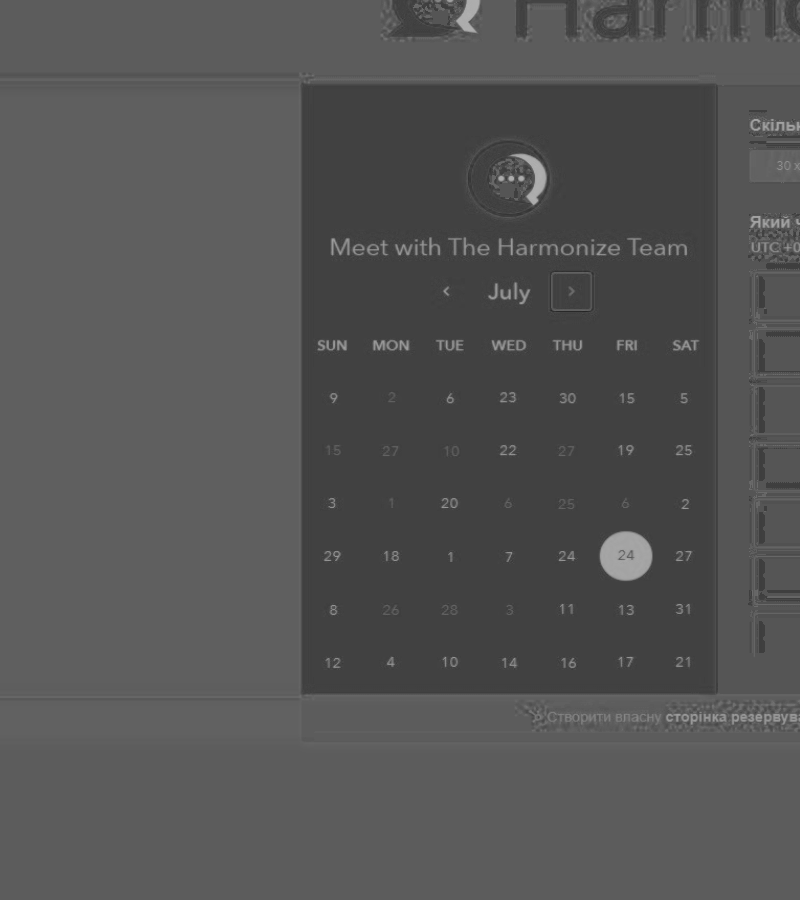 Harmo
Meet with The Harmonize Team
‹ July ›
SUN MON TUE WED THU FRI SAT
9 2 6 23 30 15 5
15 27 10 22 27 19 25
3 1 20 6 25 6 2
29 18 1 7 24 24 27
8 26 28 3 11 13 31
12 4 10 14 16 17 21
Скільк
30 х
Який ч
UTC +0
Створити власну сторінка резервува